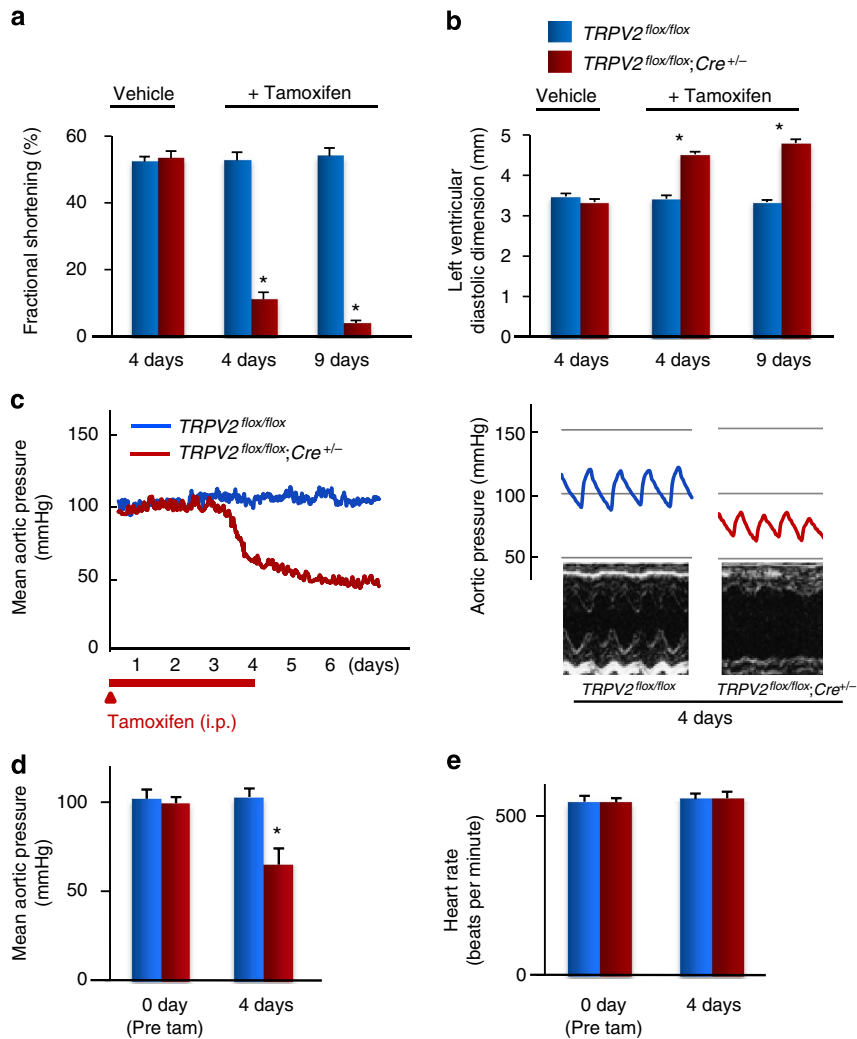 a
Vehicle
+ Tamoxifen
Fractional shortening (%)
60
40
20
0
*
*
4 days
4 days
9 days
b
TRPV2flox/flox
TRPV2flox/flox;Cre+/–
Vehicle
+ Tamoxifen
Left ventricular
diastolic dimension (mm)
5
4
3
2
1
0
*
*
4 days
4 days
9 days
c
TRPV2flox/flox
TRPV2flox/flox;Cre+/–
Mean aortic pressure
(mmHg)
150
100
50
0
1 2 3 4 5 6 (days)
Tamoxifen (i.p.)
Aortic pressure (mmHg)
150
100
50
TRPV2flox/flox
TRPV2flox/flox;Cre+/–
4 days
d
Mean aortic pressure
(mmHg)
100
50
0
*
0 day
(Pre tam)
4 days
e
Heart rate
(beats per minute)
500
0
0 day
(Pre tam)
4 days